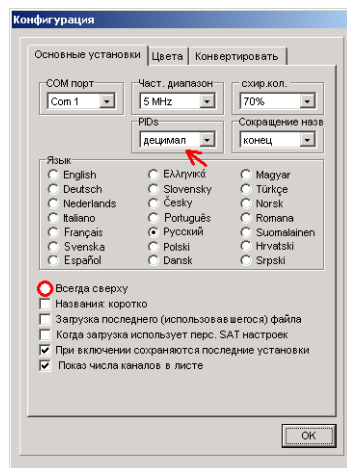 Конфигурация
Основные установки Цвета Конвертировать
COM порт Част. диапазон схир.кол.
Com 1 5 MHz 70%
PIDs Сокращение назв
децимал конец
Язык
English Ελληνικά Magyar
Deutsch Slovensky Türkçe
Nederlands Česky Norsk
Italiano Português Romana
Français Русский Suomalainen
Svenska Polski Hrvatski
Español Dansk Srpski
Всегда сверху
Названия: коротко
Загрузка последнего (использовавшегося) файла
Когда загрузка использует перс. SAT настроек
При включении сохраняются последние установки
Показ числа каналов в листе
OK